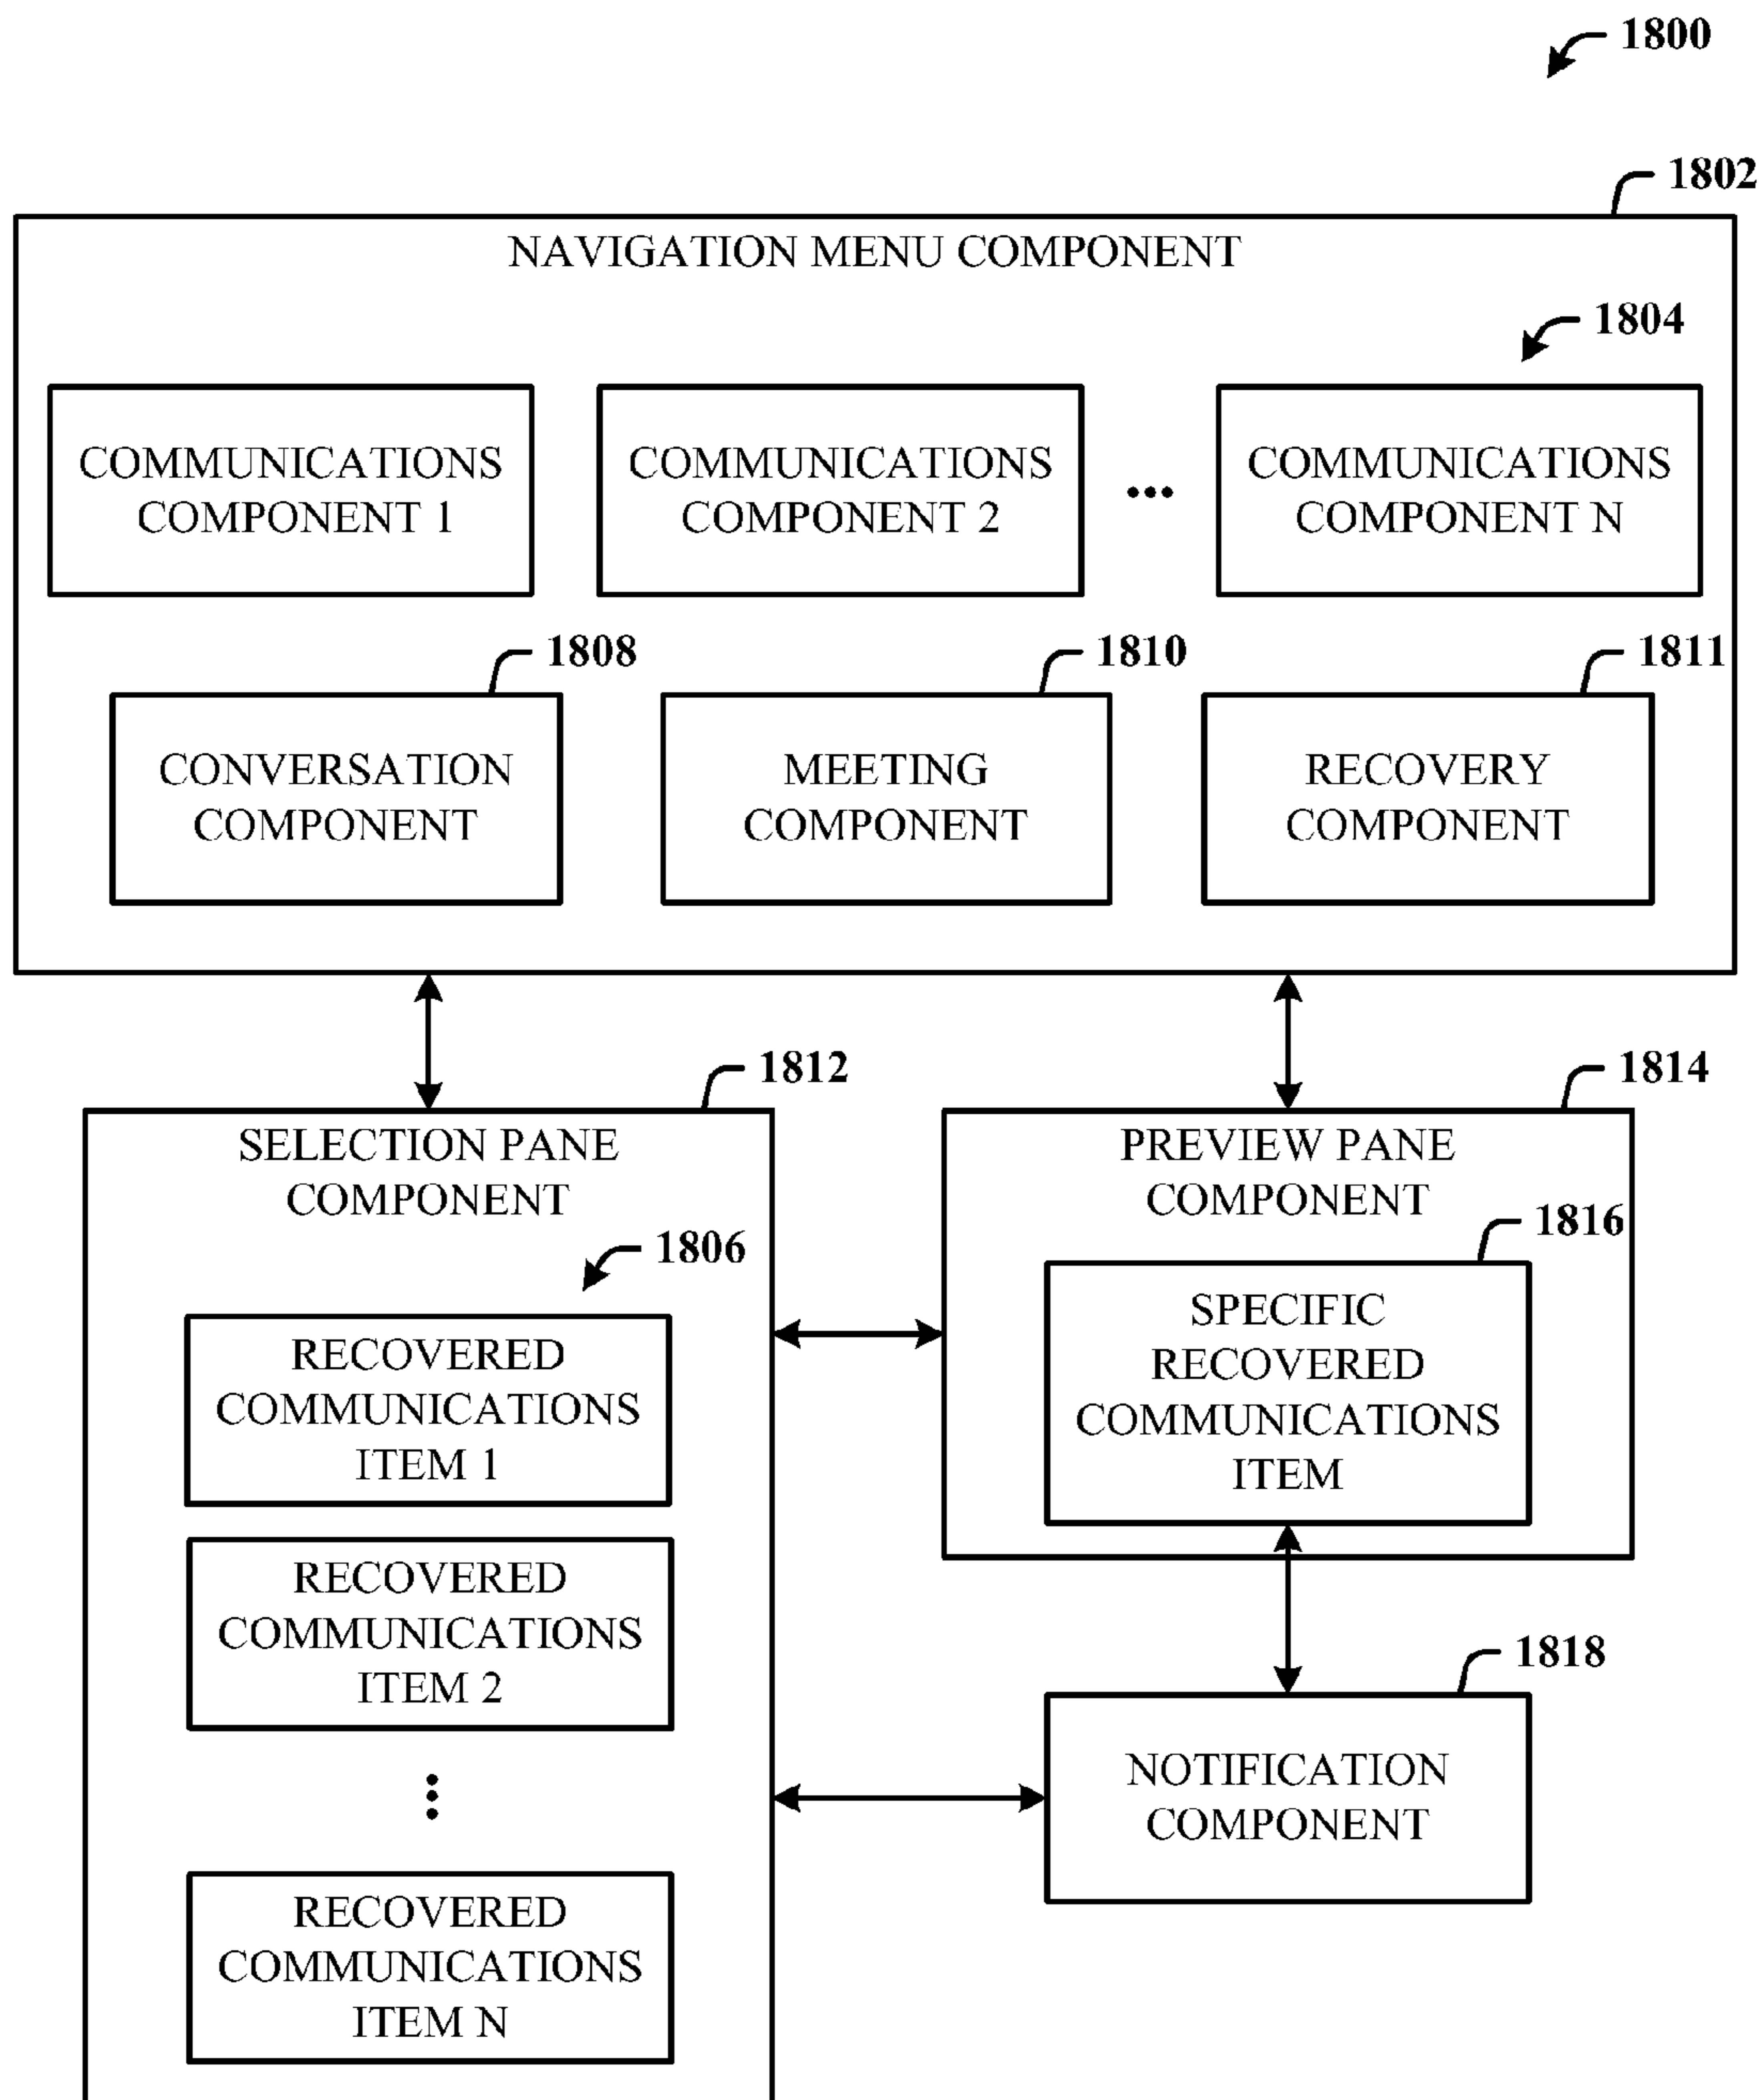 1800
1802
NAVIGATION MENU COMPONENT
1804
COMMUNICATIONS
COMPONENT 1
COMMUNICATIONS
COMPONENT 2
...
COMMUNICATIONS
COMPONENT N
1808
CONVERSATION
COMPONENT
1810
MEETING
COMPONENT
1811
RECOVERY
COMPONENT
1812
SELECTION PANE
COMPONENT
1806
RECOVERED
COMMUNICATIONS
ITEM 1
RECOVERED
COMMUNICATIONS
ITEM 2
...
RECOVERED
COMMUNICATIONS
ITEM N
1814
PREVIEW PANE
COMPONENT
1816
SPECIFIC
RECOVERED
COMMUNICATIONS
ITEM
1818
NOTIFICATION
COMPONENT